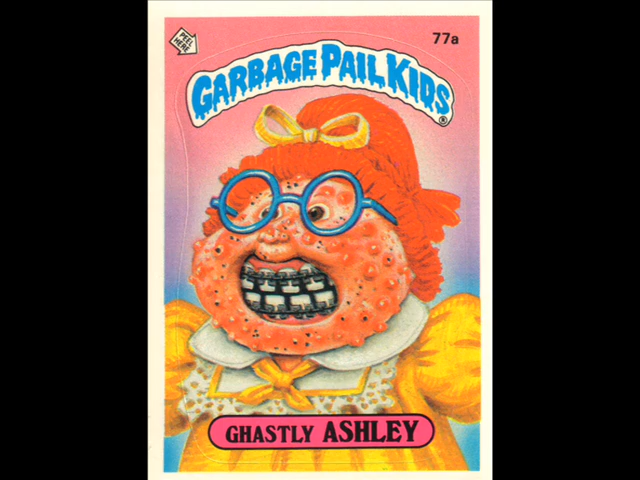 PEEL HERE
77a
GARBAGE PAIL KIDS®
GHASTLY ASHLEY